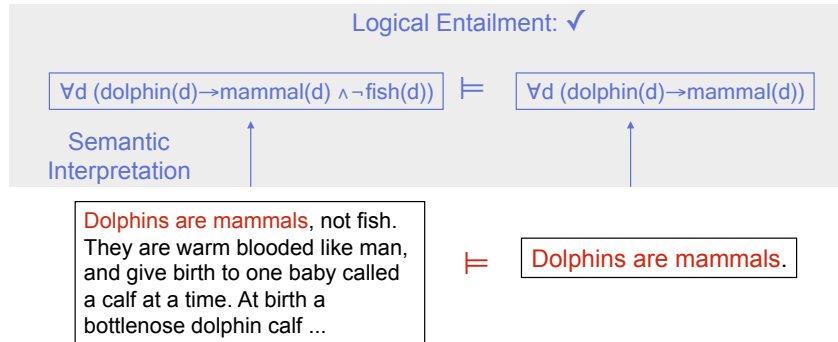 Logical Entailment: ✓
∀d (dolphin(d)→mammal(d) ∧¬fish(d)) ⊨ ∀d (dolphin(d)→mammal(d))
Semantic
Interpretation
Dolphins are mammals, not fish.
They are warm blooded like man,
and give birth to one baby called
a calf at a time. At birth a
bottlenose dolphin calf ...
⊨ Dolphins are mammals.